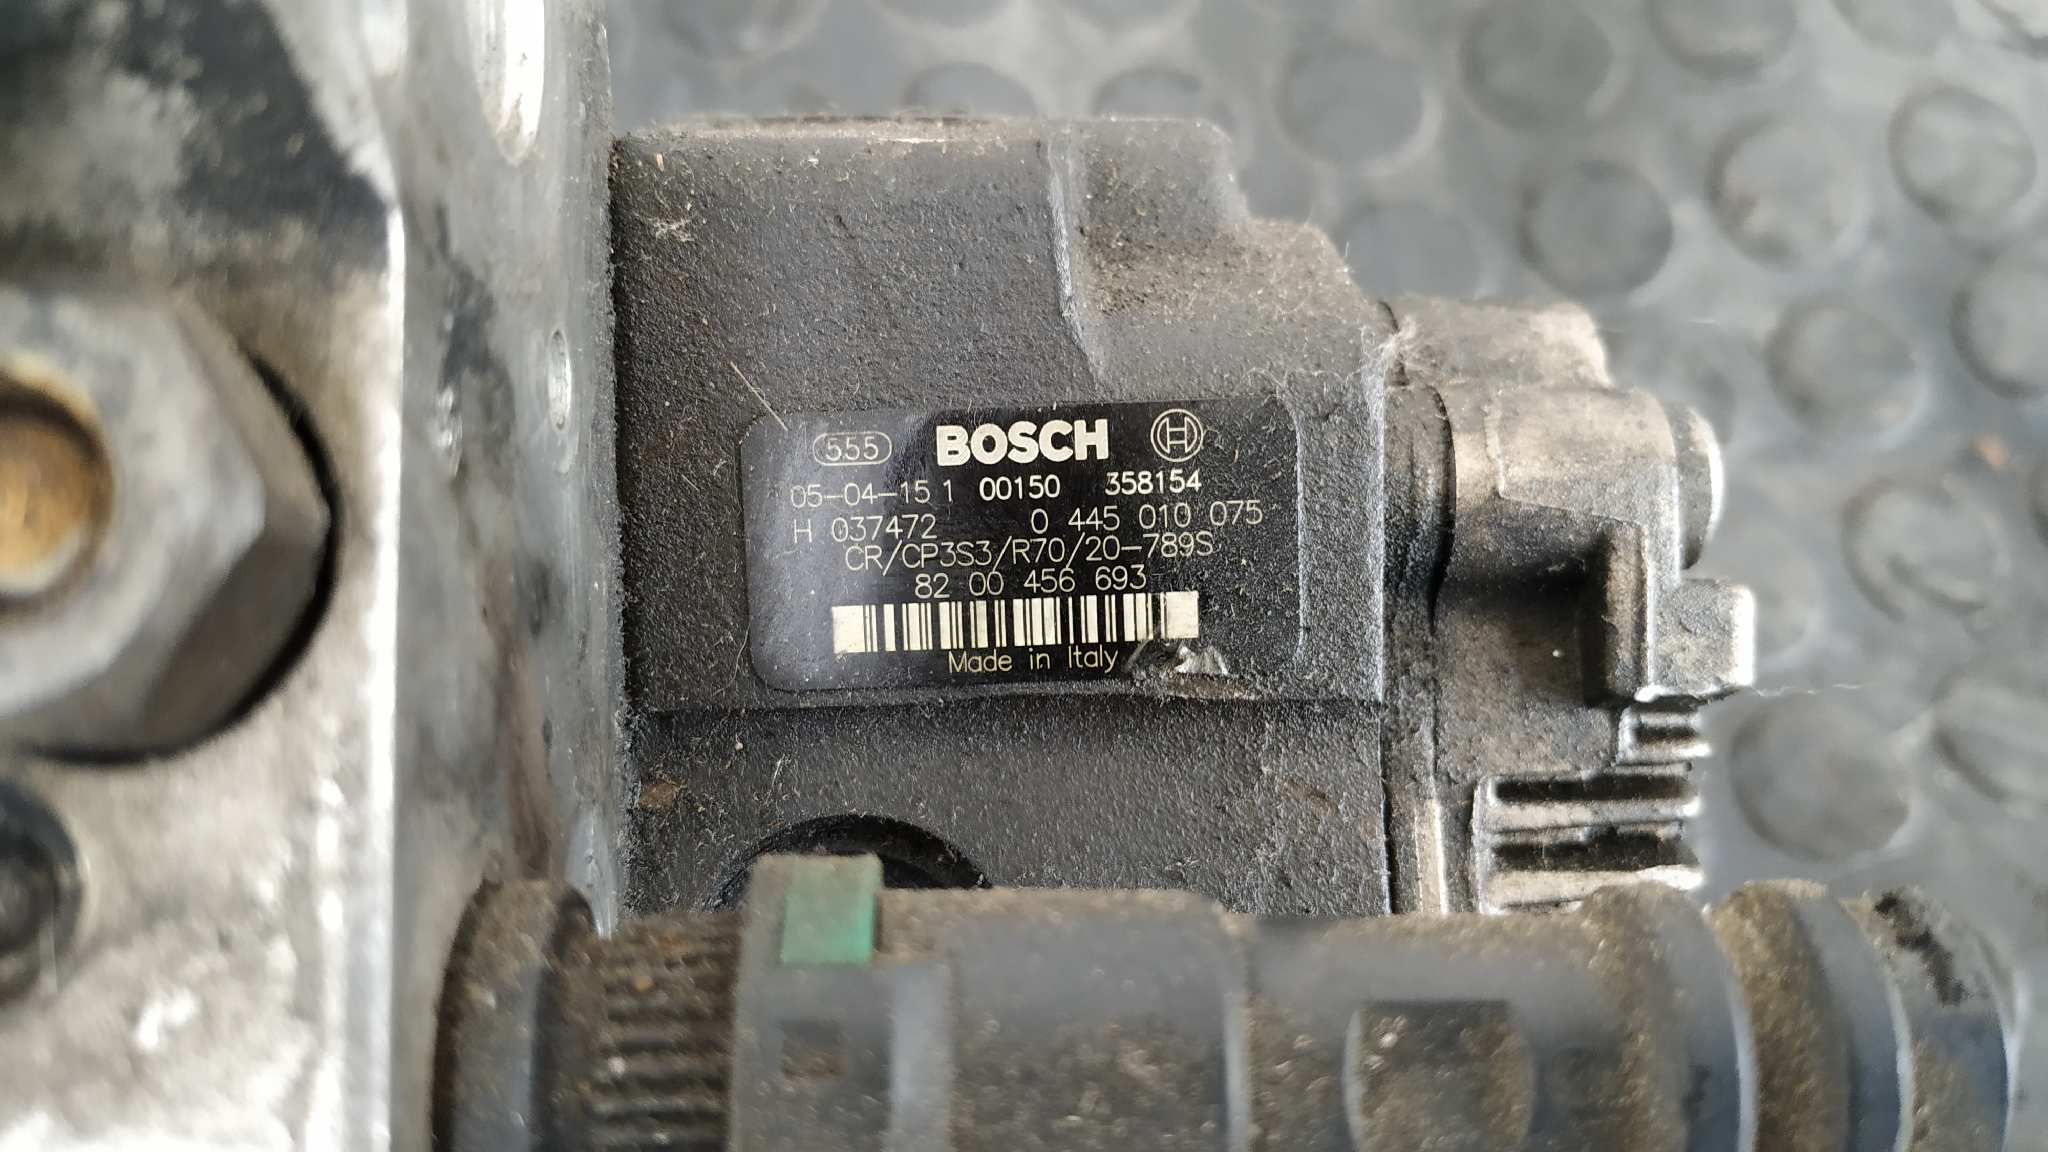 555 BOSCH
05-04-15 1 00150 358154
H 037472 0 445 010 075
CR/CP3S3/R70/20-789S
82 00 456 693
Made in Italy